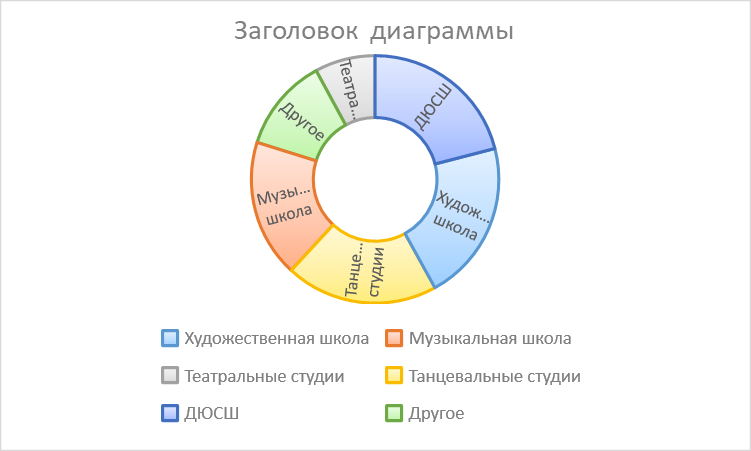 Заголовок диаграммы
Театра...
ДЮСШ
Другое
Музы...
школа
Худож...
школа
Танце...
студии
Художественная школа
Музыкальная школа
Театральные студии
Танцевальные студии
ДЮСШ
Другое